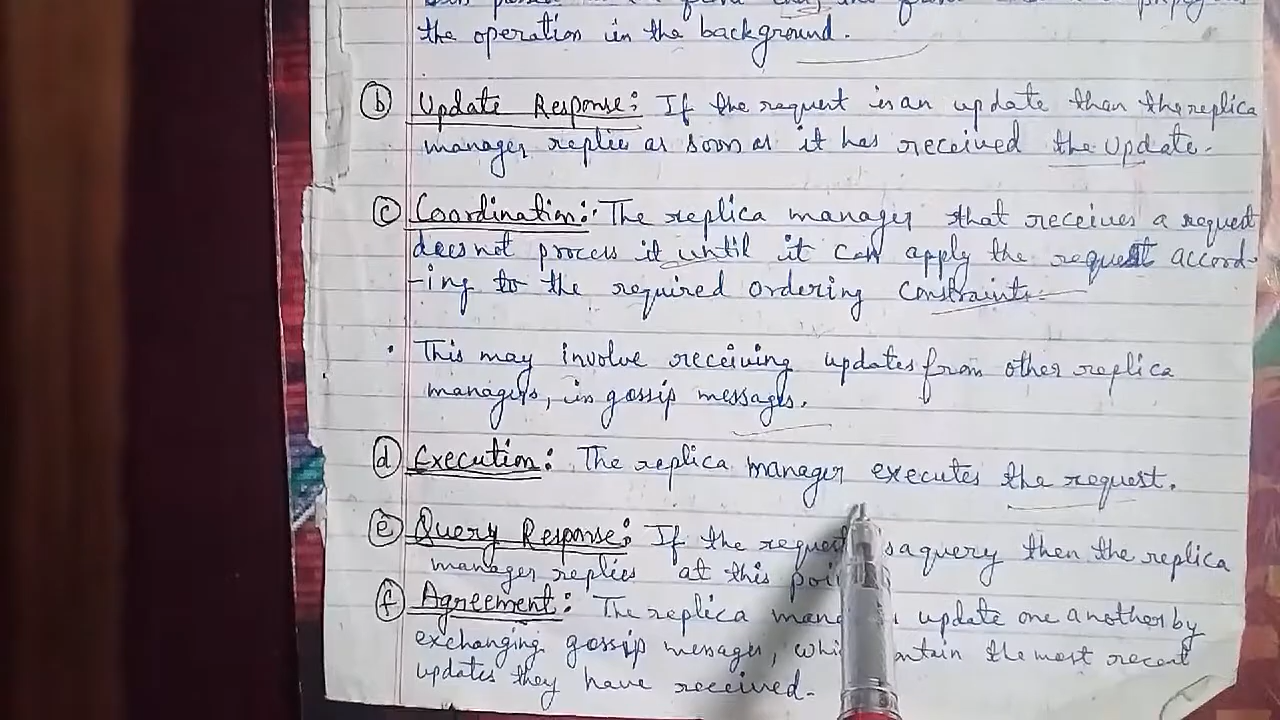 the operation in the background.
(b) Update Response: If the request is an update than the replica
manager replies as soon as it has received the update.
(c) Coordination: The replica manager that receives a request
does not process it until it can apply the request accord-
-ing to the required ordering constraints.
• This may involve receiving updates from other replica
managers, in gossip messages.
(d) Execution: The replica manager executes the request.
(e) Query Response: If the request is a query then the replica
manager replies at this
(f) Agreement: The replica update one another by
exchanging gossip messages, the most recent
updates they have received.